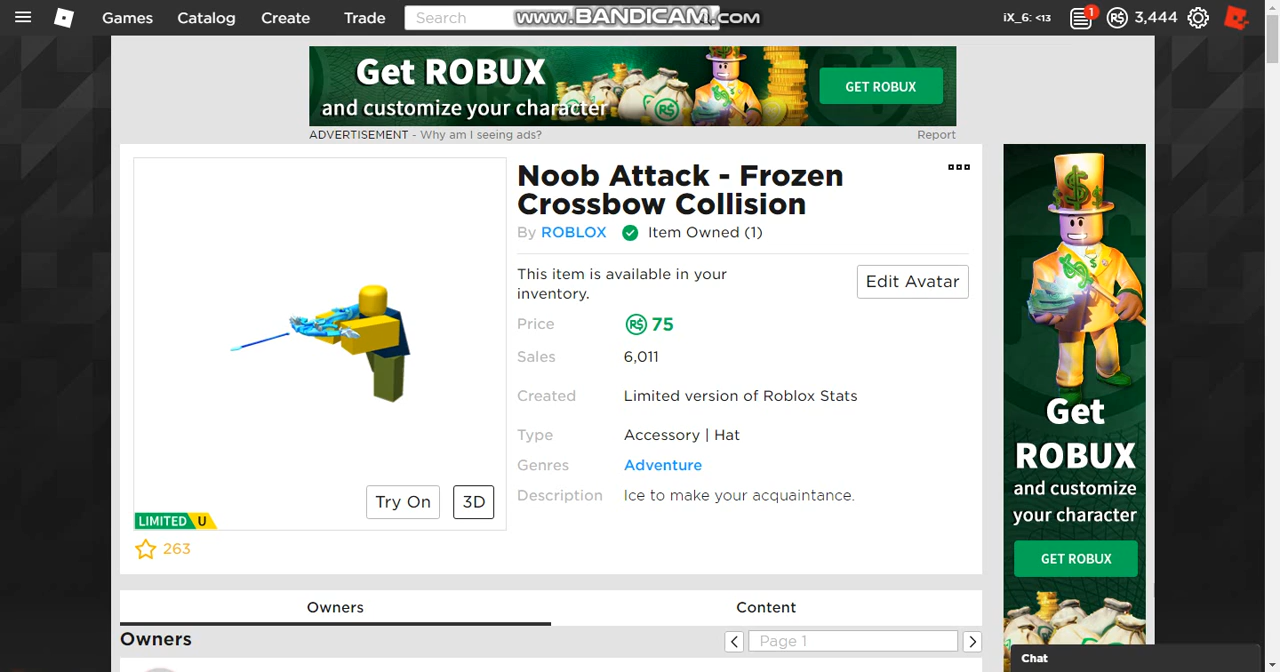 Games
Catalog
Create
Trade
Search
www.BANDICAM.COM
iX_6: <13
1
R$ 3,444
Get ROBUX
and customize your character
GET ROBUX
ADVERTISEMENT - Why am I seeing ads?
Report
Noob Attack - Frozen
Crossbow Collision
By ROBLOX Item Owned (1)
This item is available in your
inventory.
Edit Avatar
Price R$ 75
Sales 6,011
Created Limited version of Roblox Stats
Type Accessory | Hat
Genres Adventure
Description Ice to make your acquaintance.
Try On
3D
LIMITED U
263
Get
ROBUX
and customize
your character
GET ROBUX
Owners
Content
Owners
Page 1
Chat